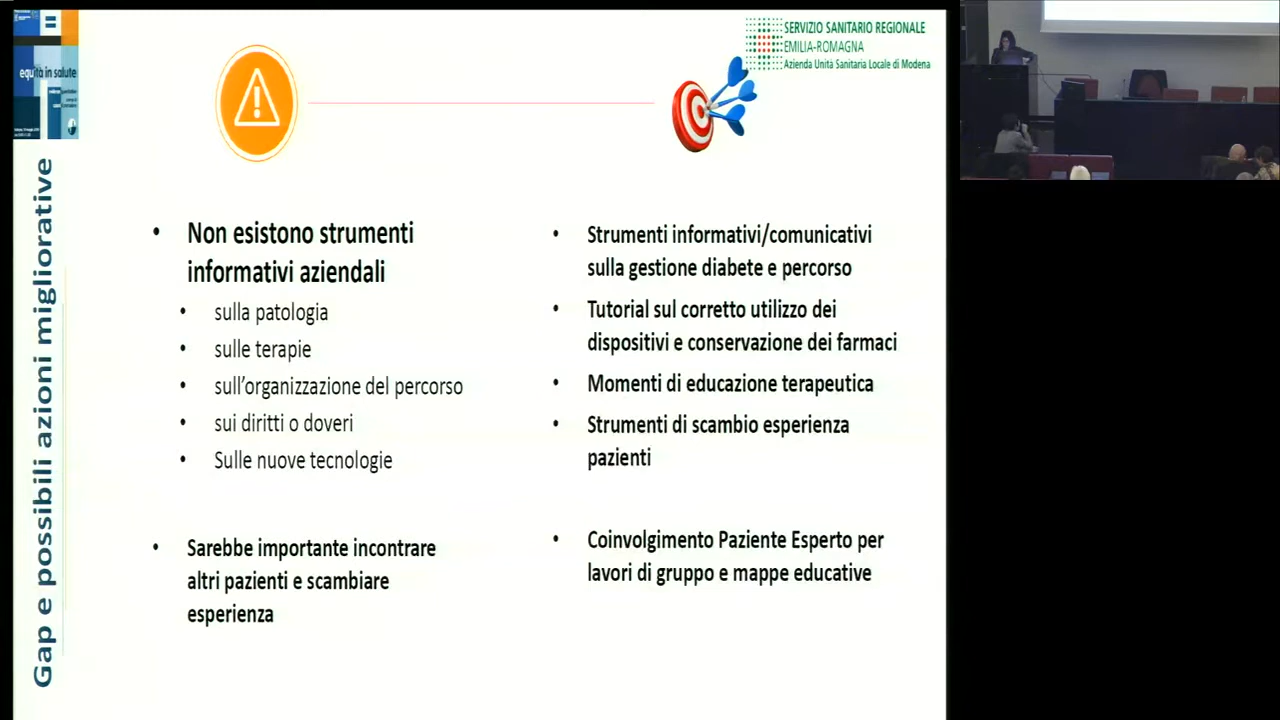 equità in salute
SERVIZIO SANITARIO REGIONALE
EMILIA-ROMAGNA
Azienda Unità Sanitaria Locale di Modena
Gap e possibili azioni migliorative
• Non esistono strumenti
informativi aziendali
• sulla patologia
• sulle terapie
• sull'organizzazione del percorso
• sui diritti o doveri
• Sulle nuove tecnologie
• Sarebbe importante incontrare
altri pazienti e scambiare
esperienza
• Strumenti informativi/comunicativi
sulla gestione diabete e percorso
• Tutorial sul corretto utilizzo dei
dispositivi e conservazione dei farmaci
• Momenti di educazione terapeutica
• Strumenti di scambio esperienza
pazienti
• Coinvolgimento Paziente Esperto per
lavori di gruppo e mappe educative